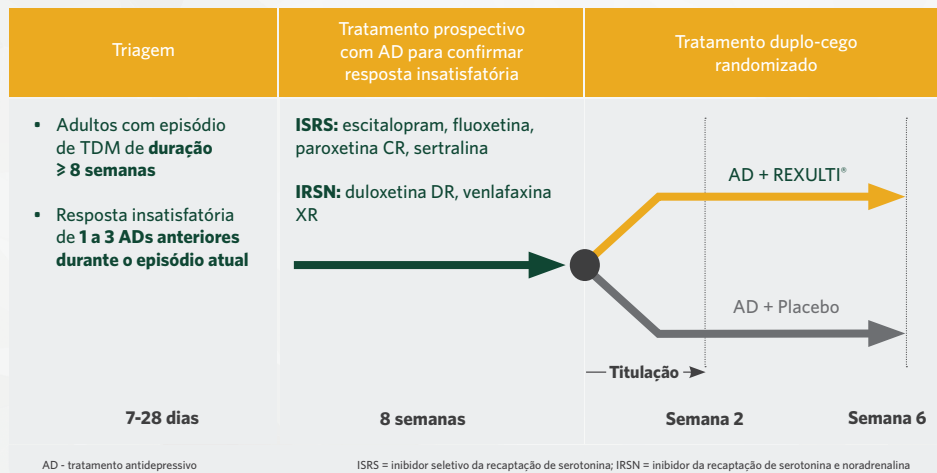 Triagem
Tratamento prospectivo
com AD para confirmar
resposta insatisfatória
Tratamento duplo-cego
randomizado
• Adultos com episódio
de TDM de duração
≥ 8 semanas
• Resposta insatisfatória
de 1 a 3 ADs anteriores
durante o episódio atual
ISRS: escitalopram, fluoxetina,
paroxetina CR, sertralina
IRSN: duloxetina DR, venlafaxina
XR
AD + REXULTI®
AD + Placebo
Titulação
7-28 dias
8 semanas
Semana 2
Semana 6
AD - tratamento antidepressivo
ISRS = inibidor seletivo da recaptação de serotonina; IRSN = inibidor da recaptação de serotonina e noradrenalina